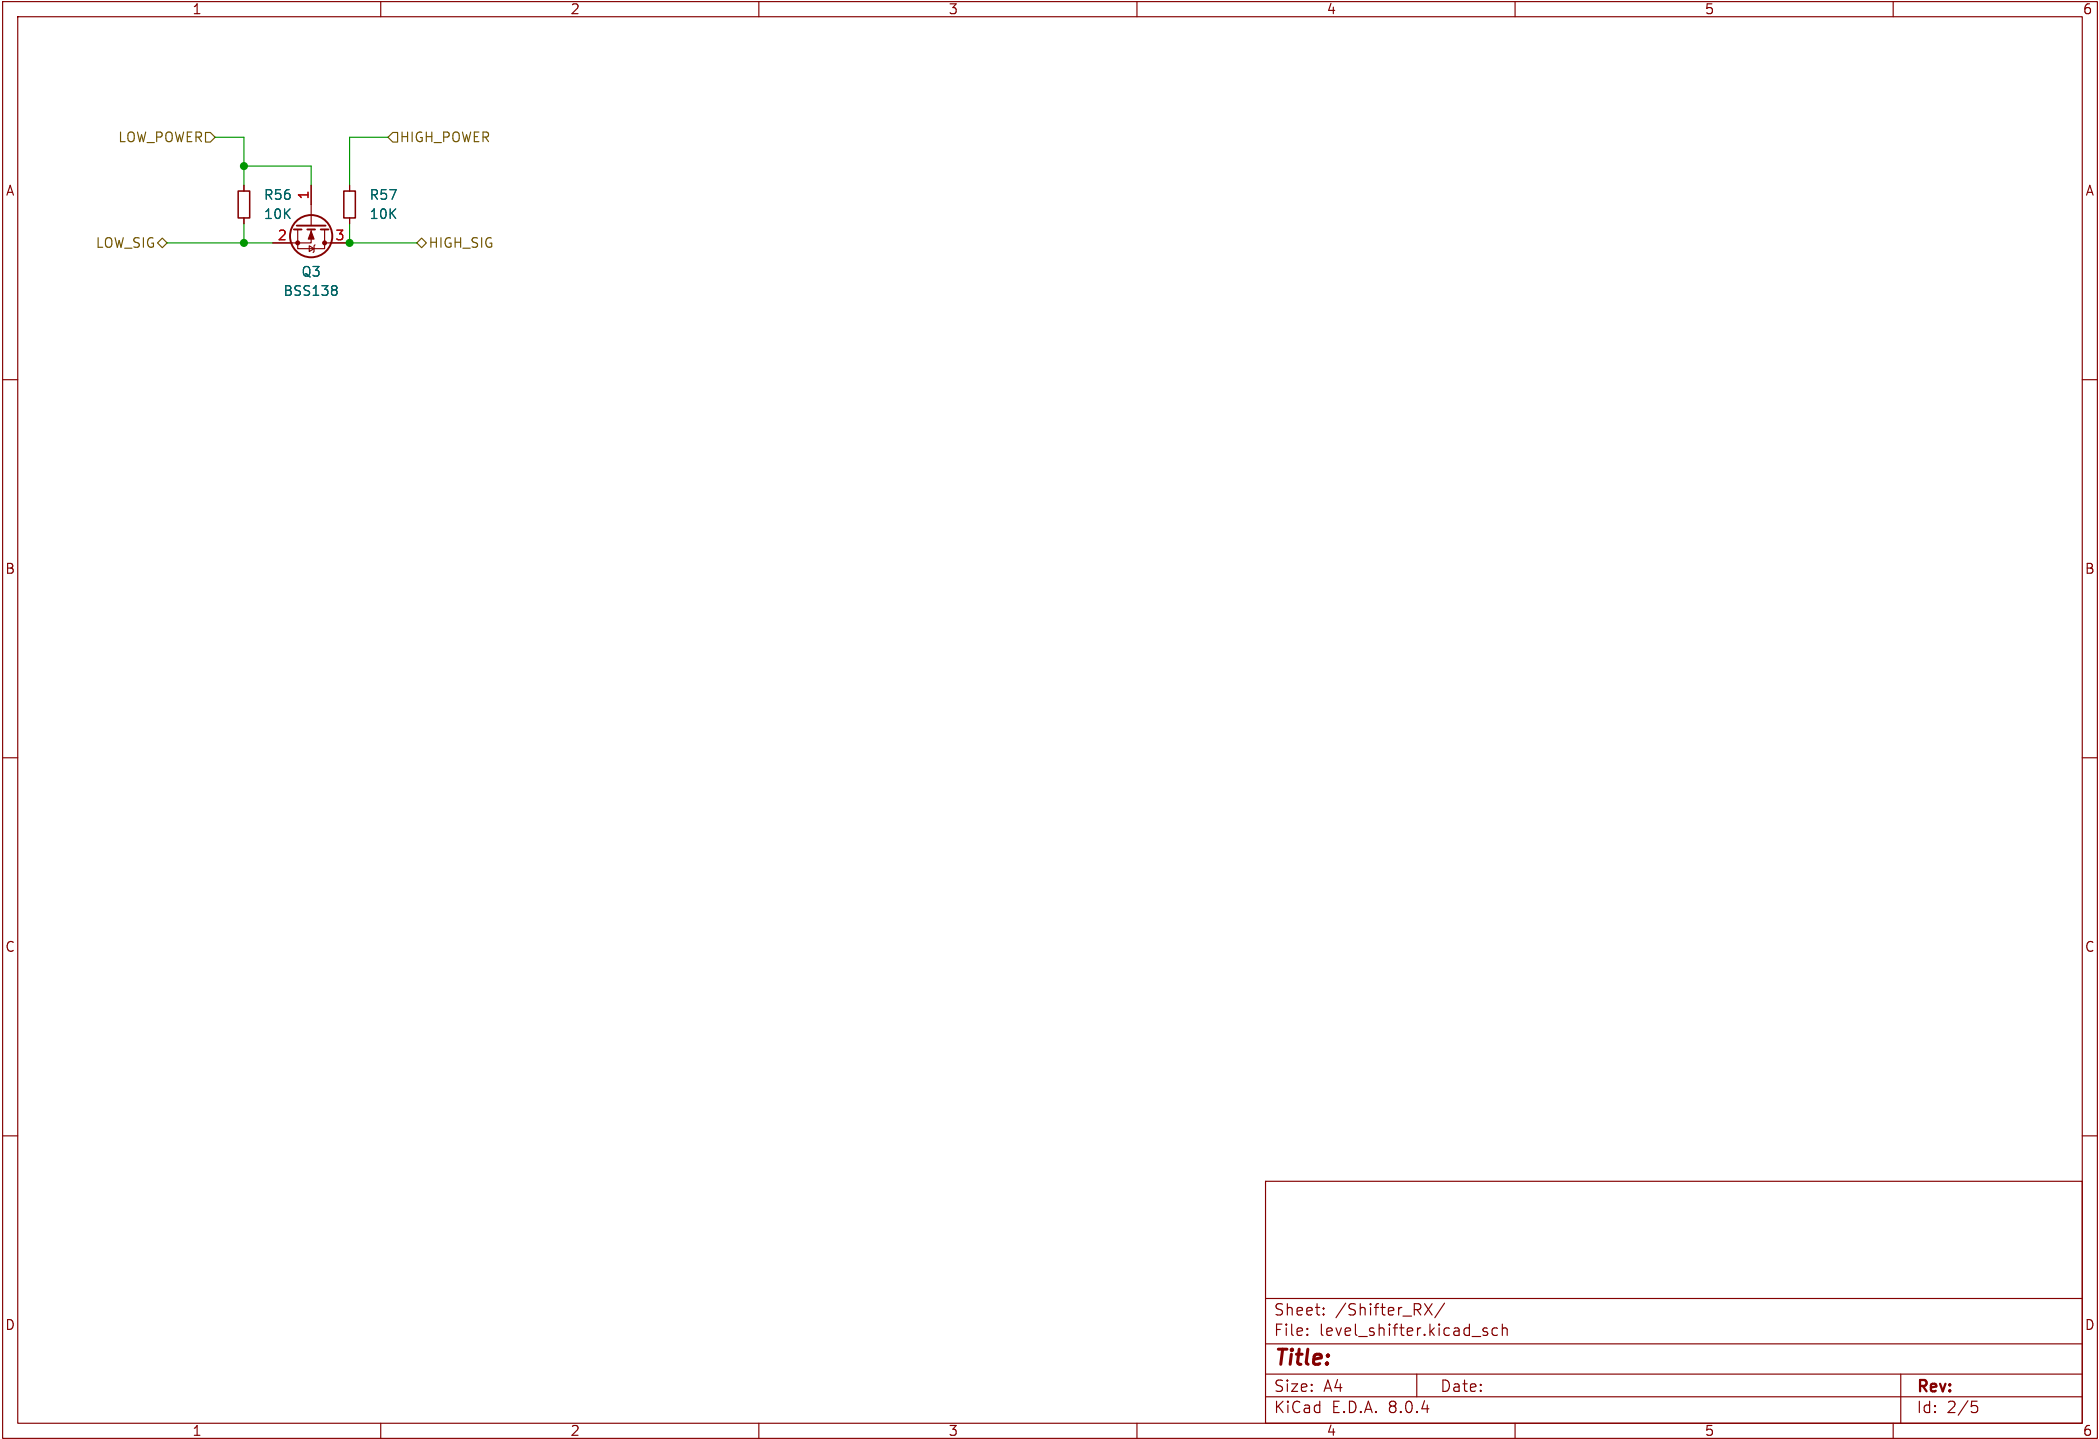 1 2 3 4 5 6
LOW_POWER HIGH_POWER
A R56 1 R57 A
10K 10K
LOW_SIG 2 3 HIGH_SIG
Q3
BSS138
B B
C C
Sheet: /Shifter_RX/
File: level_shifter.kicad_sch
D D
Title:
Size: A4 Date: Rev:
KiCad E.D.A. 8.0.4 Id: 2/5
1 2 3 4 5 6